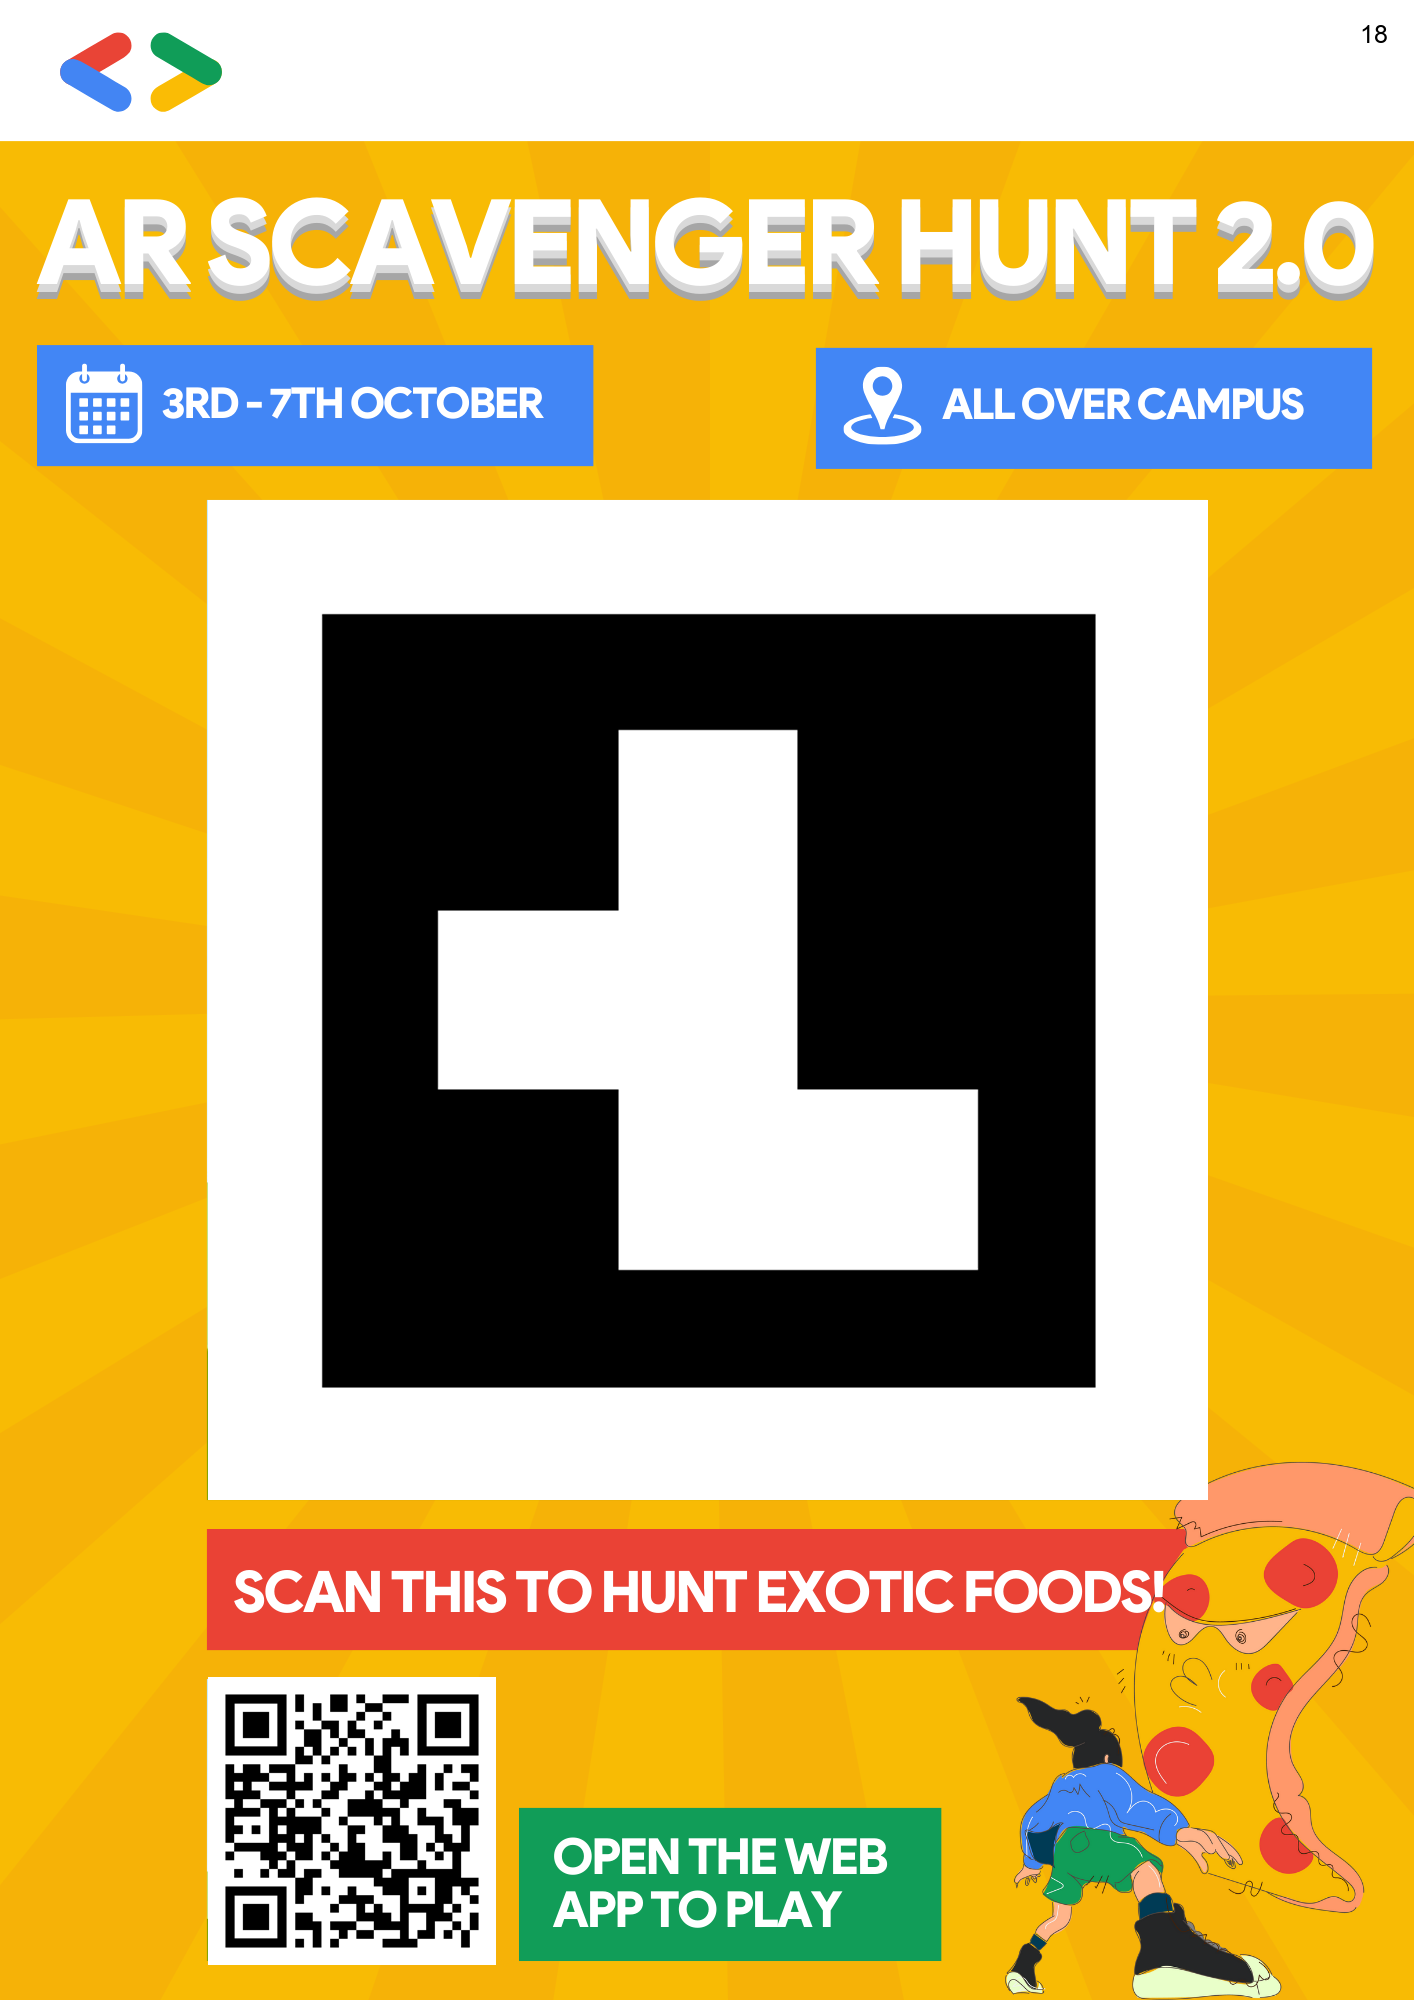 18
AR SCAVENGER HUNT 2.0
3RD - 7TH OCTOBER
ALL OVER CAMPUS
SCAN THIS TO HUNT EXOTIC FOODS!
OPEN THE WEB
APP TO PLAY